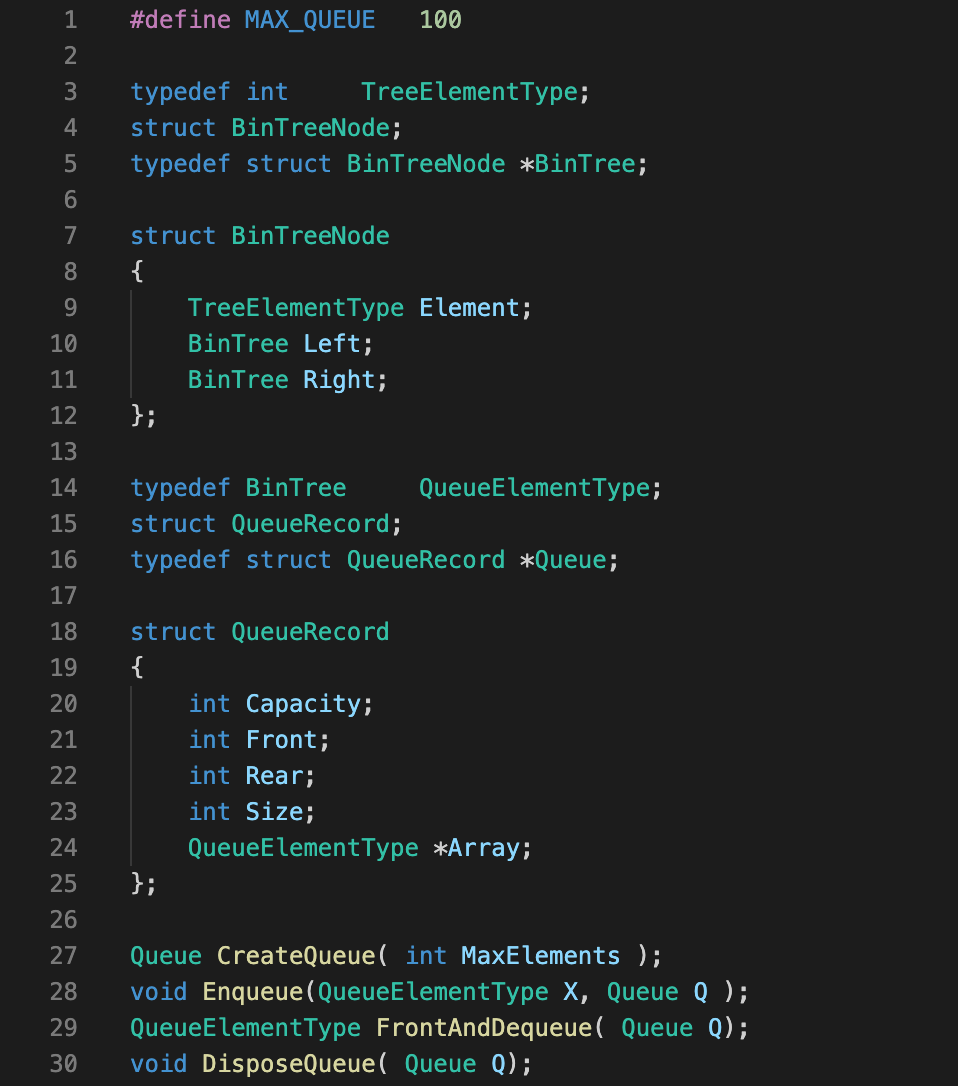 1 #define MAX_QUEUE   100
2
3 typedef int     TreeElementType;
4 struct BinTreeNode;
5 typedef struct BinTreeNode *BinTree;
6
7 struct BinTreeNode
8 {
9     TreeElementType Element;
10     BinTree Left;
11     BinTree Right;
12 };
13
14 typedef BinTree     QueueElementType;
15 struct QueueRecord;
16 typedef struct QueueRecord *Queue;
17
18 struct QueueRecord
19 {
20     int Capacity;
21     int Front;
22     int Rear;
23     int Size;
24     QueueElementType *Array;
25 };
26
27 Queue CreateQueue( int MaxElements );
28 void Enqueue(QueueElementType X, Queue Q );
29 QueueElementType FrontAndDequeue( Queue Q);
30 void DisposeQueue( Queue Q);